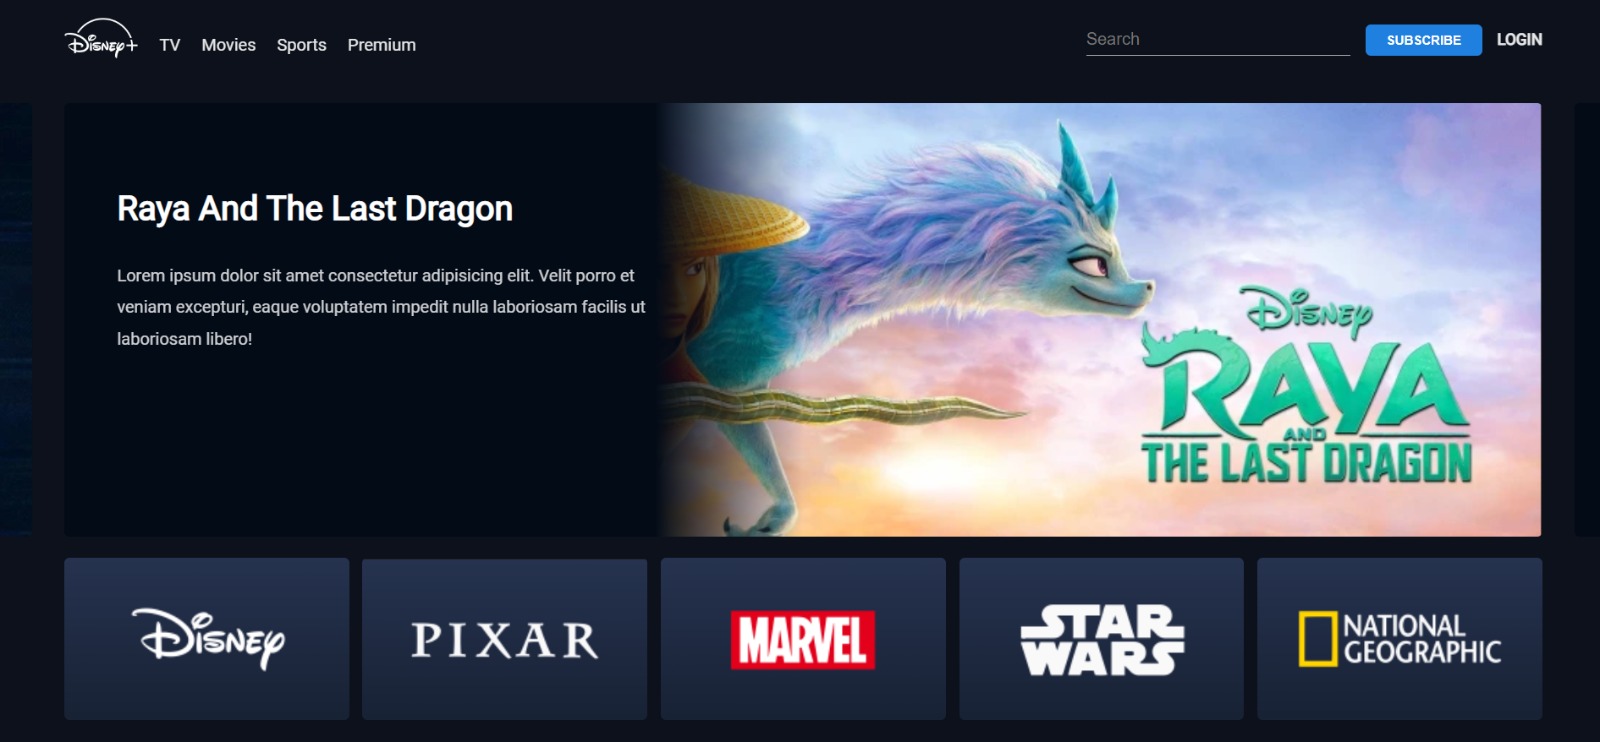 Disney+ TV Movies Sports Premium Search SUBSCRIBE LOGIN
Raya And The Last Dragon
Lorem ipsum dolor sit amet consectetur adipisicing elit. Velit porro et
veniam excepturi, eaque voluptatem impedit nulla laboriosam facilis ut
laboriosam libero!
Disney
RAYA
AND
THE LAST DRAGON
Disney
PIXAR
MARVEL
STAR
WARS
NATIONAL
GEOGRAPHIC